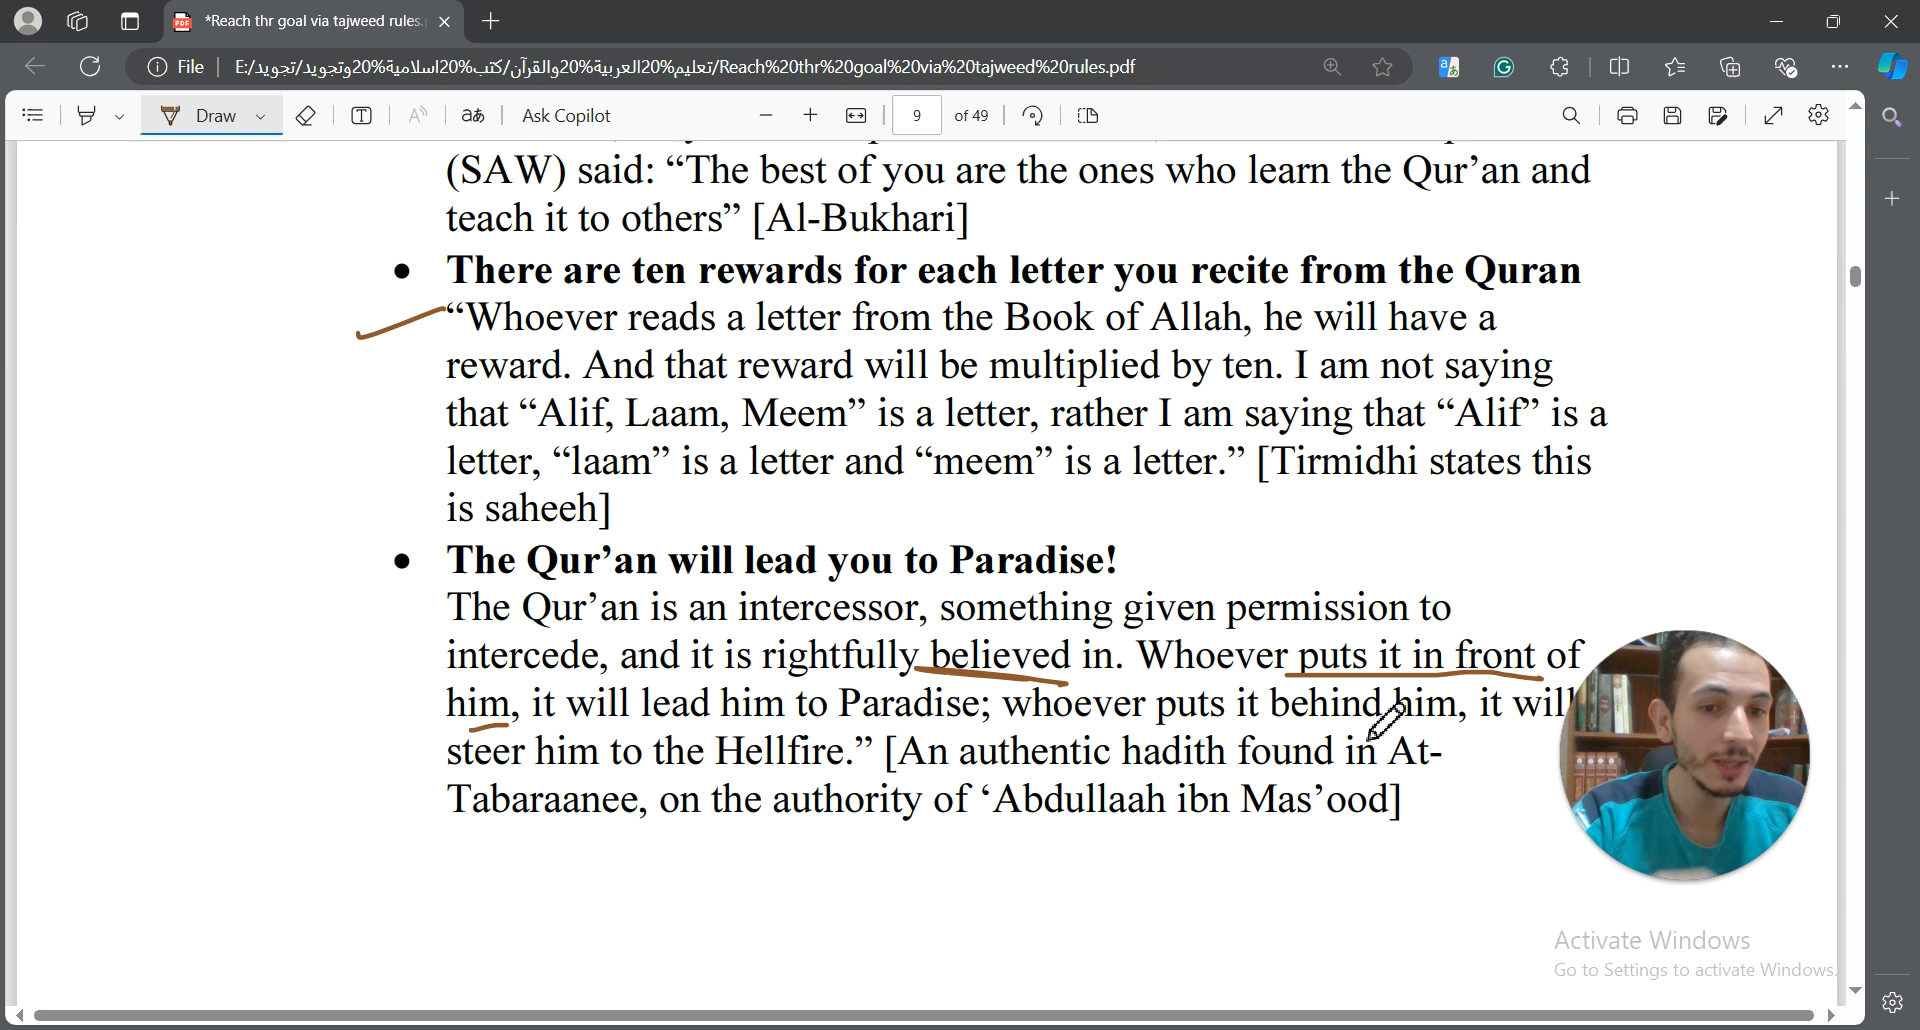 *Reach thr goal via tajweed rules.
File
E:/تعليم%20العربية%20والقرآن/كتب%20اسلامية%20وتجويد/تجويد/Reach%20thr%20goal%20via%20tajweed%20rules.pdf
Draw
aあ
Ask Copilot
9 of 49
(SAW) said: “The best of you are the ones who learn the Qur’an and
teach it to others” [Al-Bukhari]
• There are ten rewards for each letter you recite from the Quran
“Whoever reads a letter from the Book of Allah, he will have a
reward. And that reward will be multiplied by ten. I am not saying
that “Alif, Laam, Meem” is a letter, rather I am saying that “Alif” is a
letter, “laam” is a letter and “meem” is a letter.” [Tirmidhi states this
is saheeh]
• The Qur’an will lead you to Paradise!
The Qur’an is an intercessor, something given permission to
intercede, and it is rightfully believed in. Whoever puts it in front of
him, it will lead him to Paradise; whoever puts it behind him, it will
steer him to the Hellfire.” [An authentic hadith found in At-
Tabaraanee, on the authority of ‘Abdullaah ibn Mas’ood]
Activate Windows
Go to Settings to activate Windows.